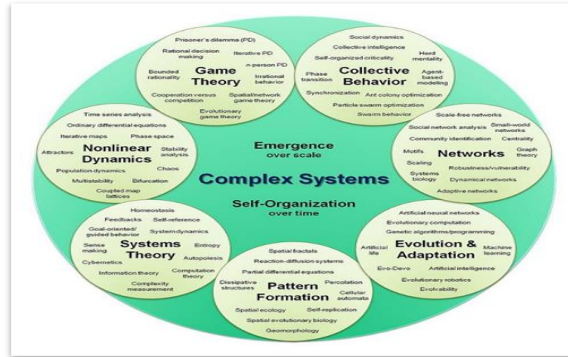 Prisoner's dilemma (PD)
Rational decision making
Iterative PD
n-person PD
Bounded rationality
Game Theory
Irrational behavior
Cooperation versus competition
Spatial/network game theory
Evolutionary game theory
Social dynamics
Collective intelligence
Self-organized criticality
Herd mentality
Phase transition
Collective Behavior
Agent-based modeling
Synchronization
Ant colony optimization
Particle swarm optimization
Swarm behavior
Time series analysis
Ordinary differential equations
Iterative maps
Phase space
Attractors
Nonlinear Dynamics
Stability analysis
Population dynamics
Chaos
Multistability
Bifurcation
Coupled map lattices
Emergence
over scale
Complex Systems
Self-Organization
over time
Scale-free networks
Social network analysis
Small-world networks
Community identification
Centrality
Motifs
Networks
Graph theory
Scaling
Robustness/vulnerability
Systems biology
Dynamical networks
Adaptive networks
Homeostasis
Feedbacks
Self-reference
Goal-oriented/guided behavior
System dynamics
Sense making
Systems Theory
Entropy
Cybernetics
Autopoiesis
Information theory
Computation theory
Complexity measurement
Spatial fractals
Reaction-diffusion systems
Partial differential equations
Dissipative structures
Pattern Formation
Percolation
Cellular automata
Spatial ecology
Self-replication
Spatial evolutionary biology
Geomorphology
Artificial neural networks
Evolutionary computation
Genetic algorithms/programming
Artificial life
Evolution & Adaptation
Machine learning
Evo-Devo
Artificial intelligence
Evolutionary robotics
Evolvability